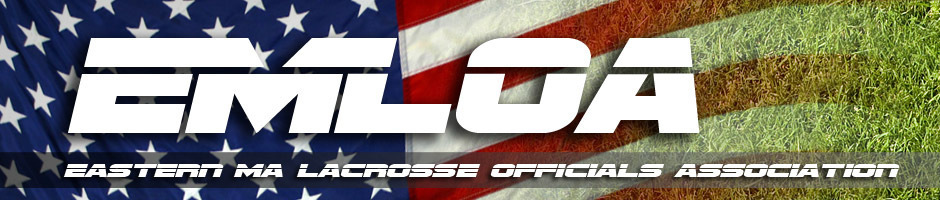 EMLOA
EASTERN MA LACROSSE OFFICIALS ASSOCIATION